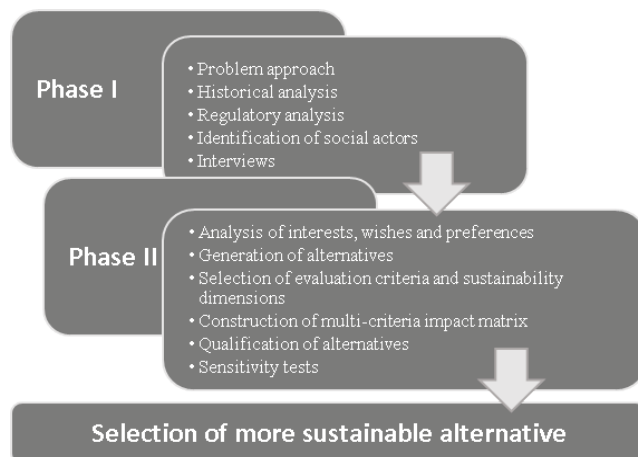 Phase I
• Problem approach
• Historical analysis
• Regulatory analysis
• Identification of social actors
• Interviews
Phase II
• Analysis of interests, wishes and preferences
• Generation of alternatives
• Selection of evaluation criteria and sustainability
dimensions
• Construction of multi-criteria impact matrix
• Qualification of alternatives
• Sensitivity tests
Selection of more sustainable alternative